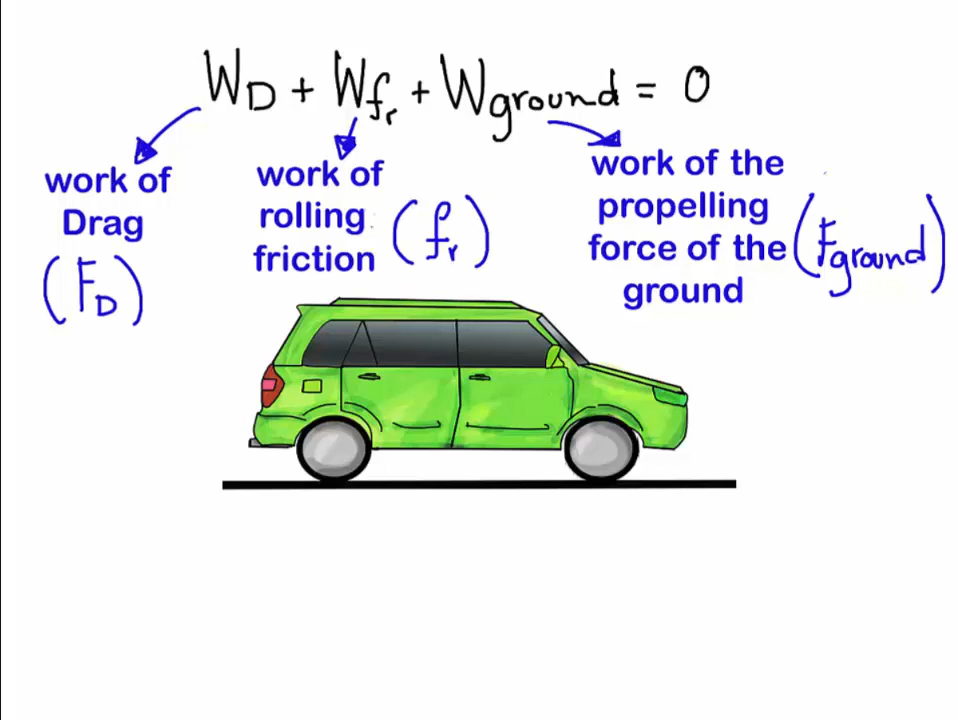 W_D + W_fr + W_ground = 0
work of
Drag
(F_D)
work of
rolling
friction
(f_r)
work of the
propelling
force of the
ground
(F_ground)